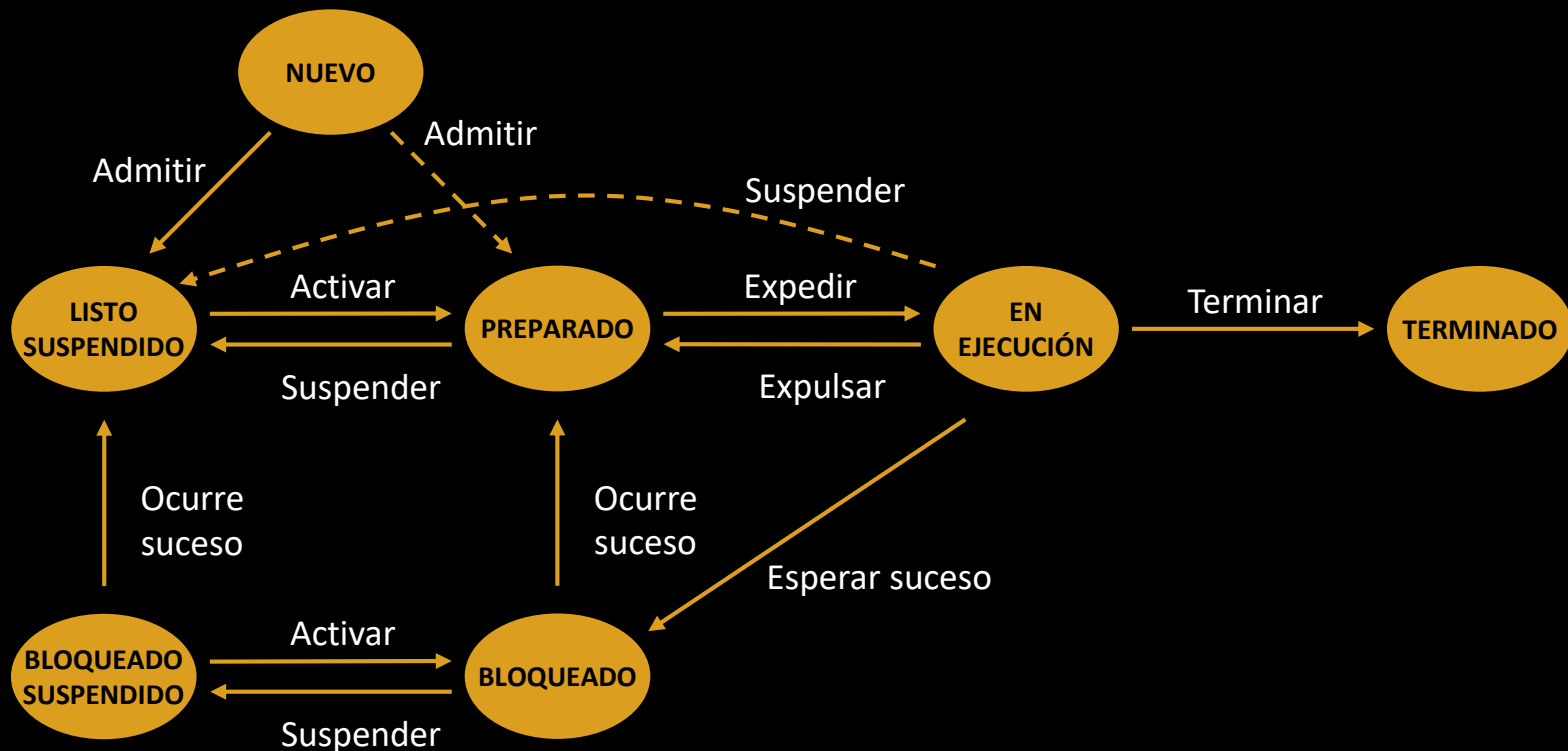 NUEVO
Admitir
Admitir
Suspender
LISTO
SUSPENDIDO
Activar
Suspender
PREPARADO
Expedir
Expulsar
EN
EJECUCIÓN
Terminar
TERMINADO
Ocurre
suceso
Ocurre
suceso
Esperar suceso
BLOQUEADO
SUSPENDIDO
Activar
Suspender
BLOQUEADO